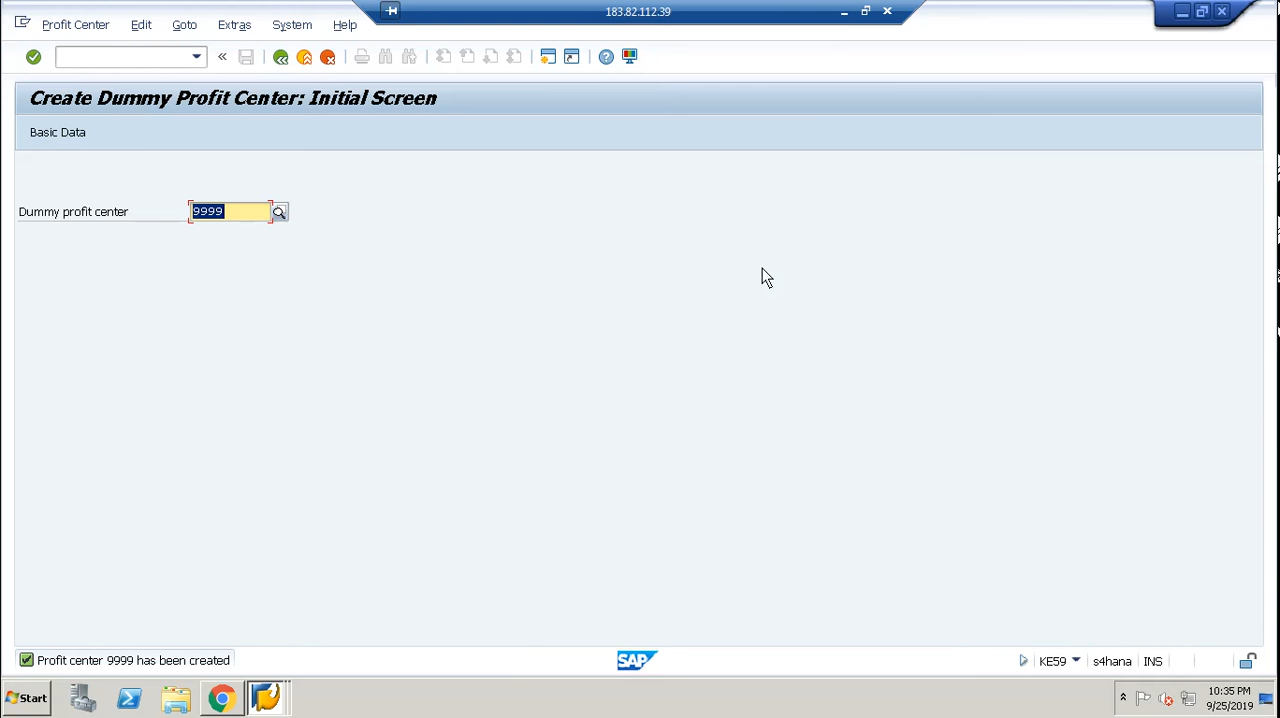 183.82.112.39
Profit Center Edit Goto Extras System Help
Create Dummy Profit Center: Initial Screen
Basic Data
Dummy profit center 9999
Profit center 9999 has been created
SAP
KE59 s4hana INS
Start
10:35 PM
9/25/2019